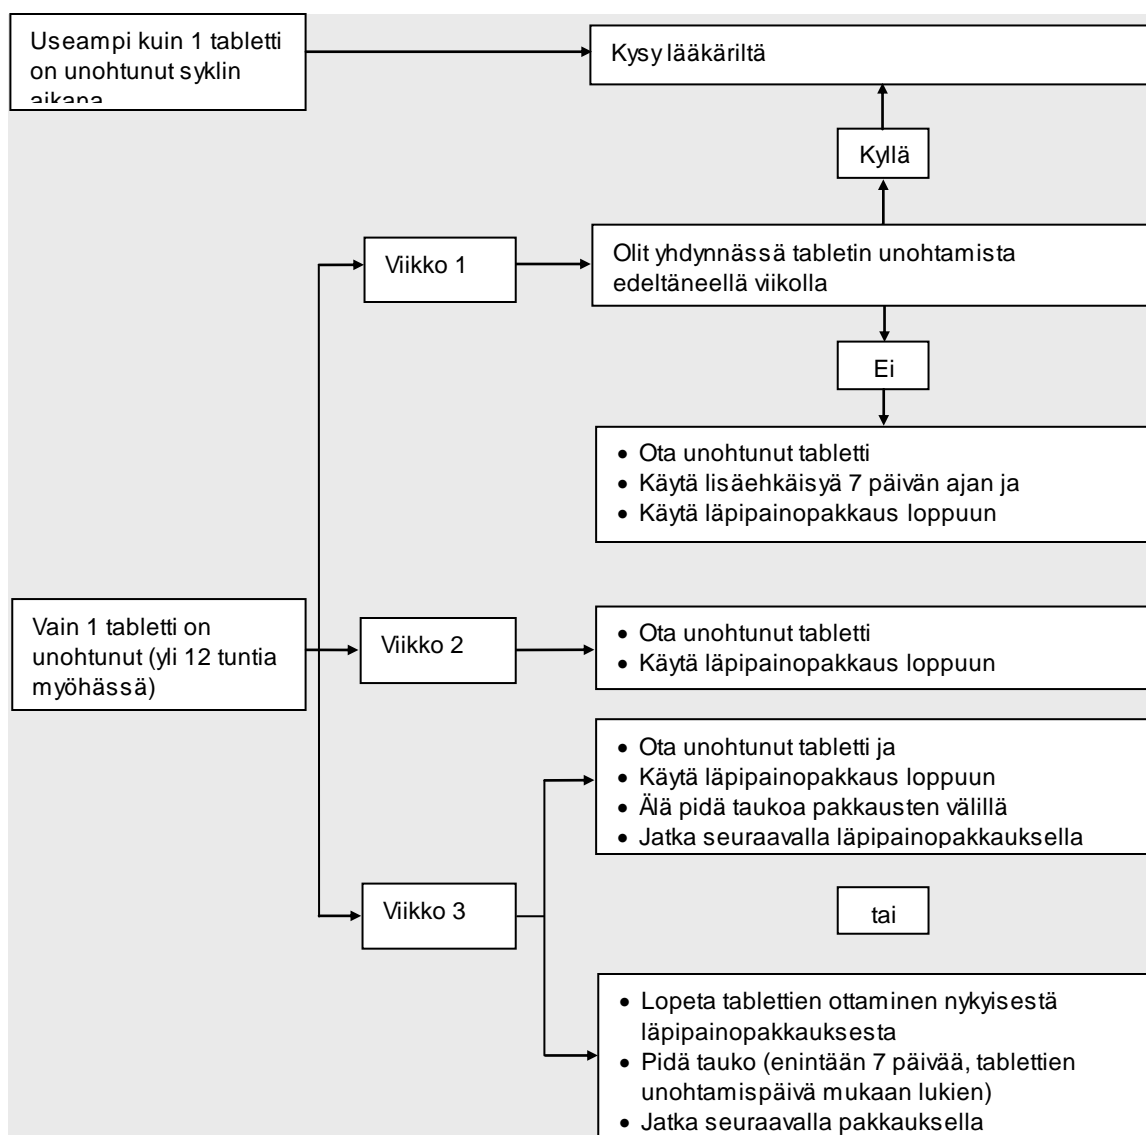 Useampi kuin 1 tabletti
on unohtunut syklin
aikana
Kysy lääkäriltä
Kyllä
Viikko 1
Olit yhdynnässä tabletin unohtamista
edeltäneellä viikolla
Ei
• Ota unohtunut tabletti
• Käytä lisäehkäisyä 7 päivän ajan ja
• Käytä läpipainopakkaus loppuun
Vain 1 tabletti on
unohtunut (yli 12 tuntia
myöhässä)
Viikko 2
• Ota unohtunut tabletti
• Käytä läpipainopakkaus loppuun
• Ota unohtunut tabletti ja
• Käytä läpipainopakkaus loppuun
• Älä pidä taukoa pakkausten välillä
• Jatka seuraavalla läpipainopakkauksella
Viikko 3
tai
• Lopeta tablettien ottaminen nykyisestä
läpipainopakkauksesta
• Pidä tauko (enintään 7 päivää, tablettien
unohtamispäivä mukaan lukien)
• Jatka seuraavalla pakkauksella